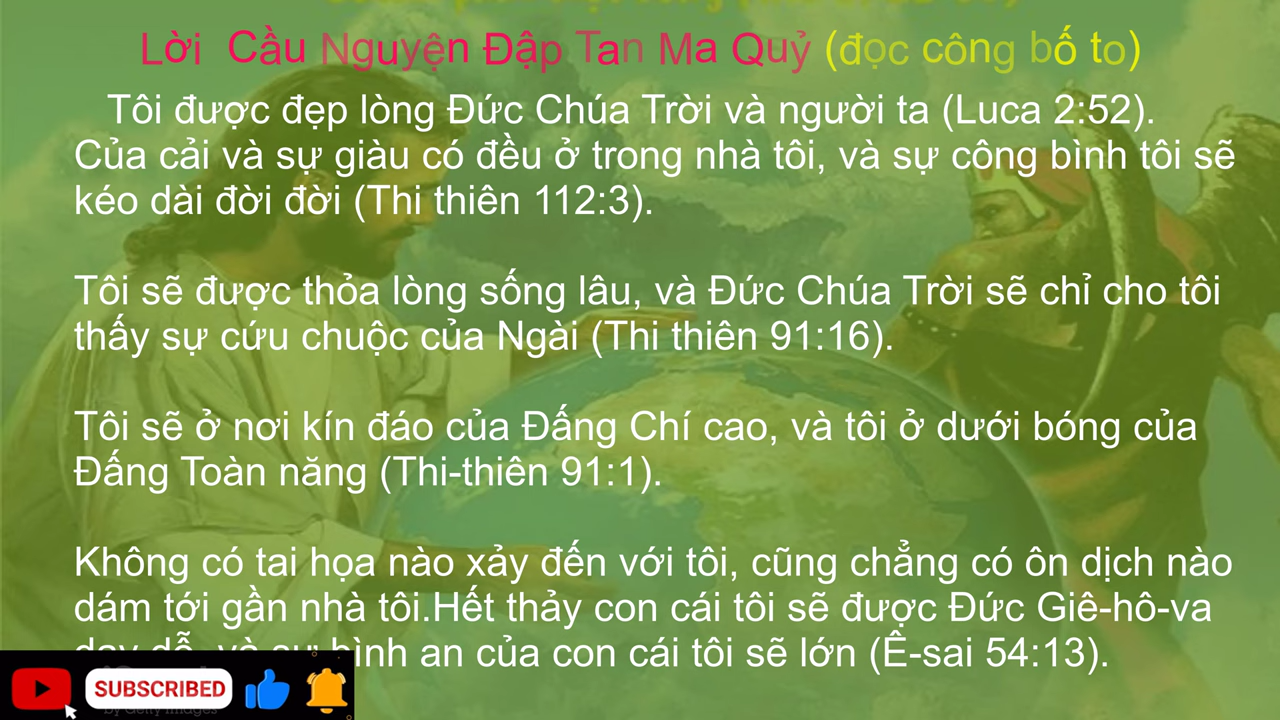 Lời Cầu Nguyện Đập Tan Ma Quỷ (đọc công bố to)
Tôi được đẹp lòng Đức Chúa Trời và người ta (Luca 2:52).
Của cải và sự giàu có đều ở trong nhà tôi, và sự công bình tôi sẽ
kéo dài đời đời (Thi thiên 112:3).
Tôi sẽ được thỏa lòng sống lâu, và Đức Chúa Trời sẽ chỉ cho tôi
thấy sự cứu chuộc của Ngài (Thi thiên 91:16).
Tôi sẽ ở nơi kín đáo của Đấng Chí cao, và tôi ở dưới bóng của
Đấng Toàn năng (Thi-thiên 91:1).
Không có tai họa nào xảy đến với tôi, cũng chẳng có ôn dịch nào
dám tới gần nhà tôi.Hết thảy con cái tôi sẽ được Đức Giê-hô-va
dạy dỗ, và sự bình an của con cái tôi sẽ lớn (Ê-sai 54:13).
SUBSCRIBED
by Getty Images